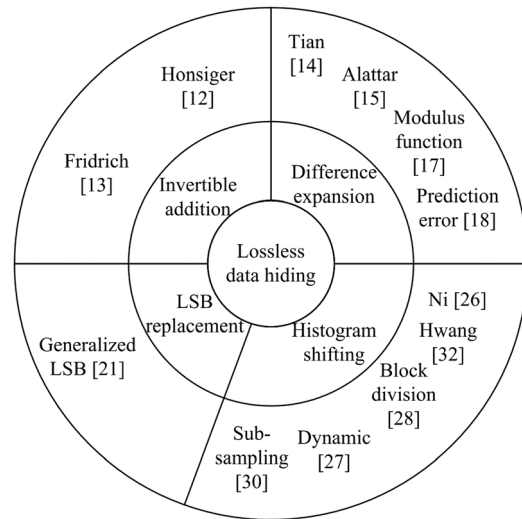 Tian
[14]
Alattar
[15]
Modulus
function
[17]
Prediction
error [18]
Honsiger
[12]
Fridrich
[13]
Invertible
addition
Difference
expansion
Lossless
data hiding
LSB
replacement
Histogram
shifting
Generalized
LSB [21]
Ni [26]
Hwang
[32]
Block
division
[28]
Dynamic
[27]
Sub-
sampling
[30]